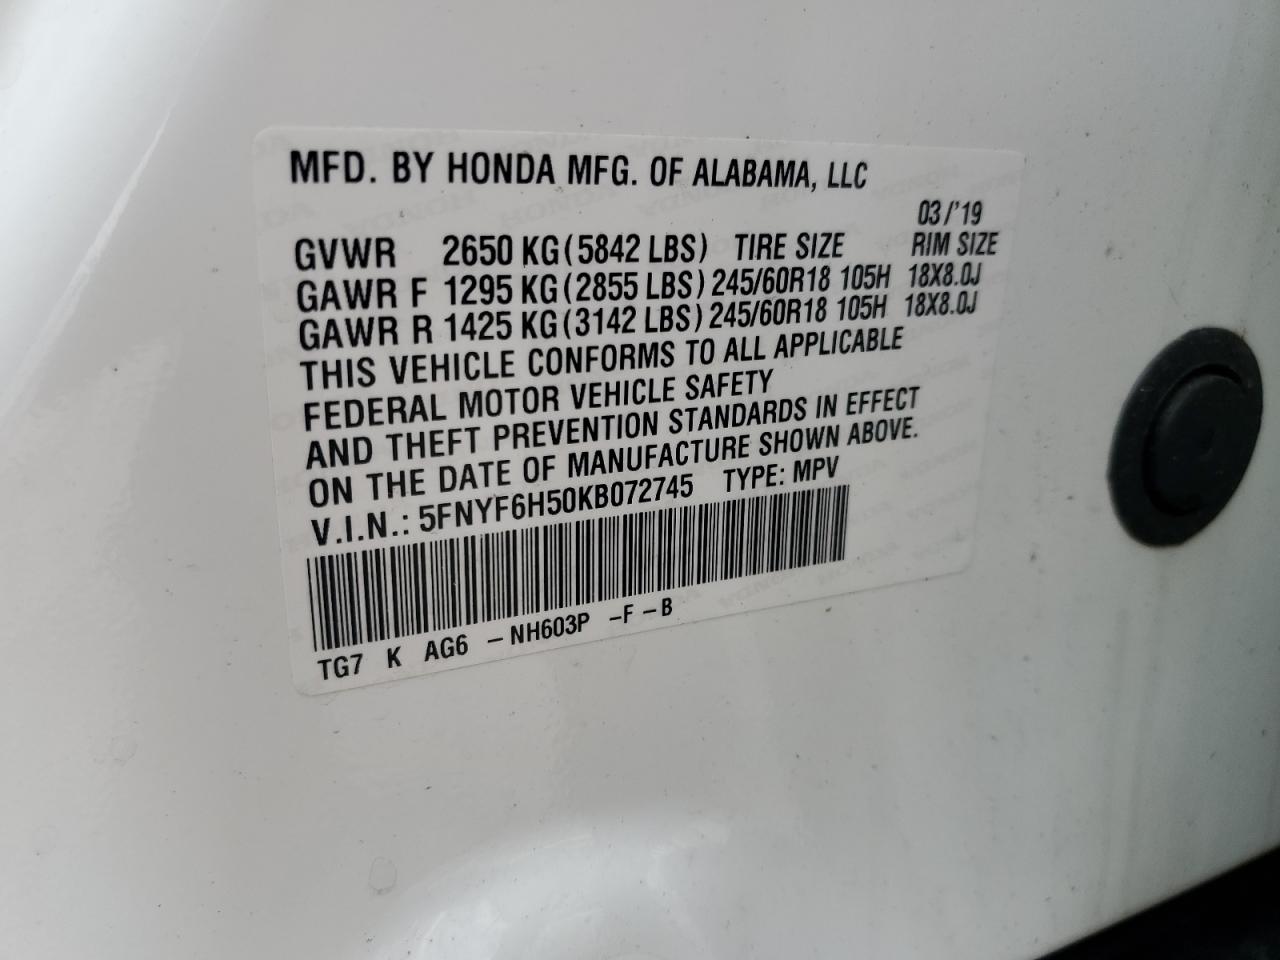 MFD. BY HONDA MFG. OF ALABAMA, LLC
03/'19
GVWR 2650 KG (5842 LBS) TIRE SIZE RIM SIZE
GAWR F 1295 KG (2855 LBS) 245/60R18 105H 18X8.0J
GAWR R 1425 KG (3142 LBS) 245/60R18 105H 18X8.0J
THIS VEHICLE CONFORMS TO ALL APPLICABLE
FEDERAL MOTOR VEHICLE SAFETY
AND THEFT PREVENTION STANDARDS IN EFFECT
ON THE DATE OF MANUFACTURE SHOWN ABOVE.
V.I.N.: 5FNYF6H50KB072745 TYPE: MPV
TG7 K AG6 -NH603P -F-B